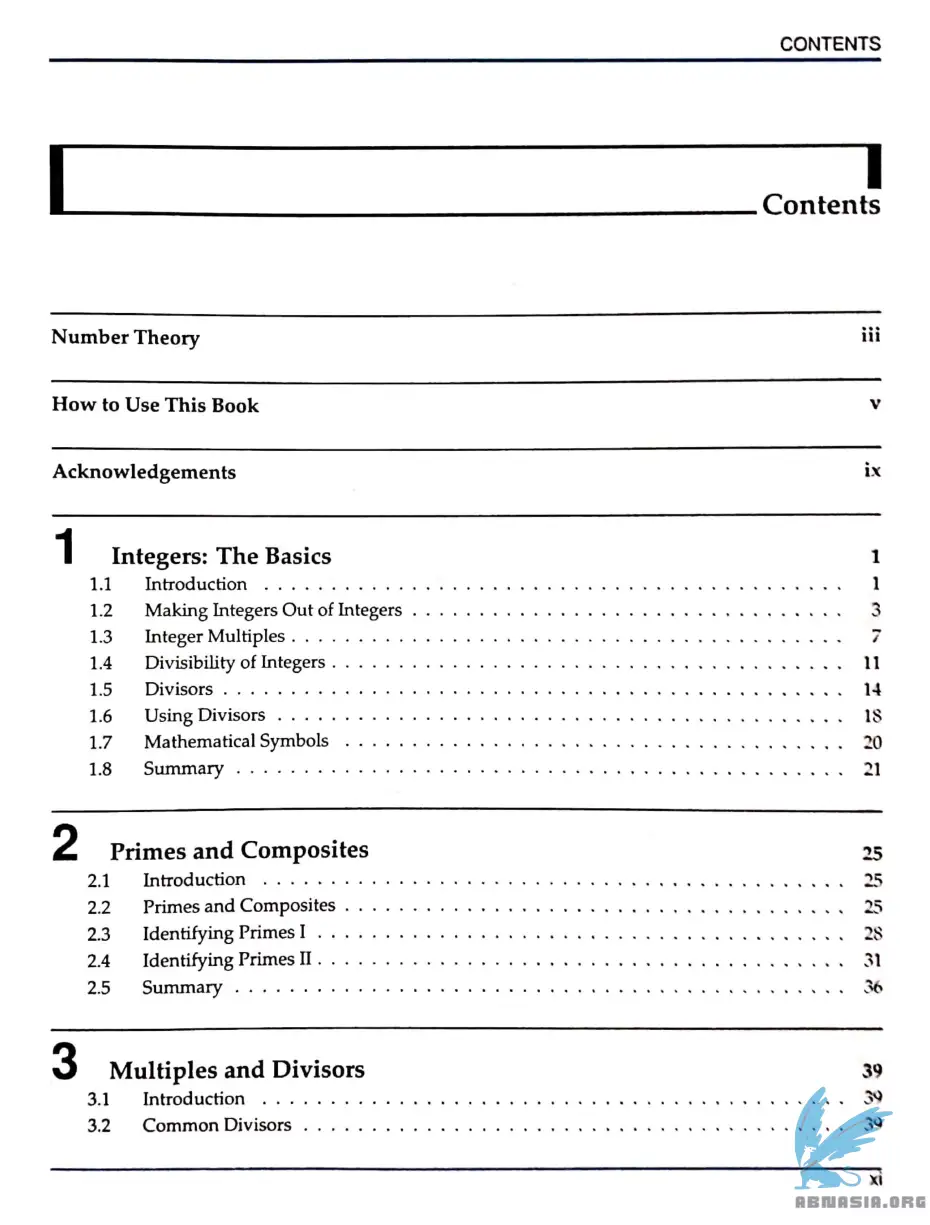 CONTENTS
Contents
Number Theory iii
How to Use This Book v
Acknowledgements ix
1 Integers: The Basics 1
1.1 Introduction . . . . . . . . . . . . . . . . . . . . . . . . . . . . . . 1
1.2 Making Integers Out of Integers . . . . . . . . . . . . . . . . . . . . 3
1.3 Integer Multiples . . . . . . . . . . . . . . . . . . . . . . . . . . . . 7
1.4 Divisibility of Integers . . . . . . . . . . . . . . . . . . . . . . . . . 11
1.5 Divisors . . . . . . . . . . . . . . . . . . . . . . . . . . . . . . . . 14
1.6 Using Divisors . . . . . . . . . . . . . . . . . . . . . . . . . . . . . 18
1.7 Mathematical Symbols . . . . . . . . . . . . . . . . . . . . . . . . . 20
1.8 Summary . . . . . . . . . . . . . . . . . . . . . . . . . . . . . . . . 21
2 Primes and Composites 25
2.1 Introduction . . . . . . . . . . . . . . . . . . . . . . . . . . . . . . 25
2.2 Primes and Composites . . . . . . . . . . . . . . . . . . . . . . . . . 25
2.3 Identifying Primes I . . . . . . . . . . . . . . . . . . . . . . . . . . 28
2.4 Identifying Primes II . . . . . . . . . . . . . . . . . . . . . . . . . . 31
2.5 Summary . . . . . . . . . . . . . . . . . . . . . . . . . . . . . . . . 36
3 Multiples and Divisors 39
3.1 Introduction . . . . . . . . . . . . . . . . . . . . . . . . . . . . . . 39
3.2 Common Divisors . . . . . . . . . . . . . . . . . . . . . . . . . . . . 39
xi
ABNASIA.ORG